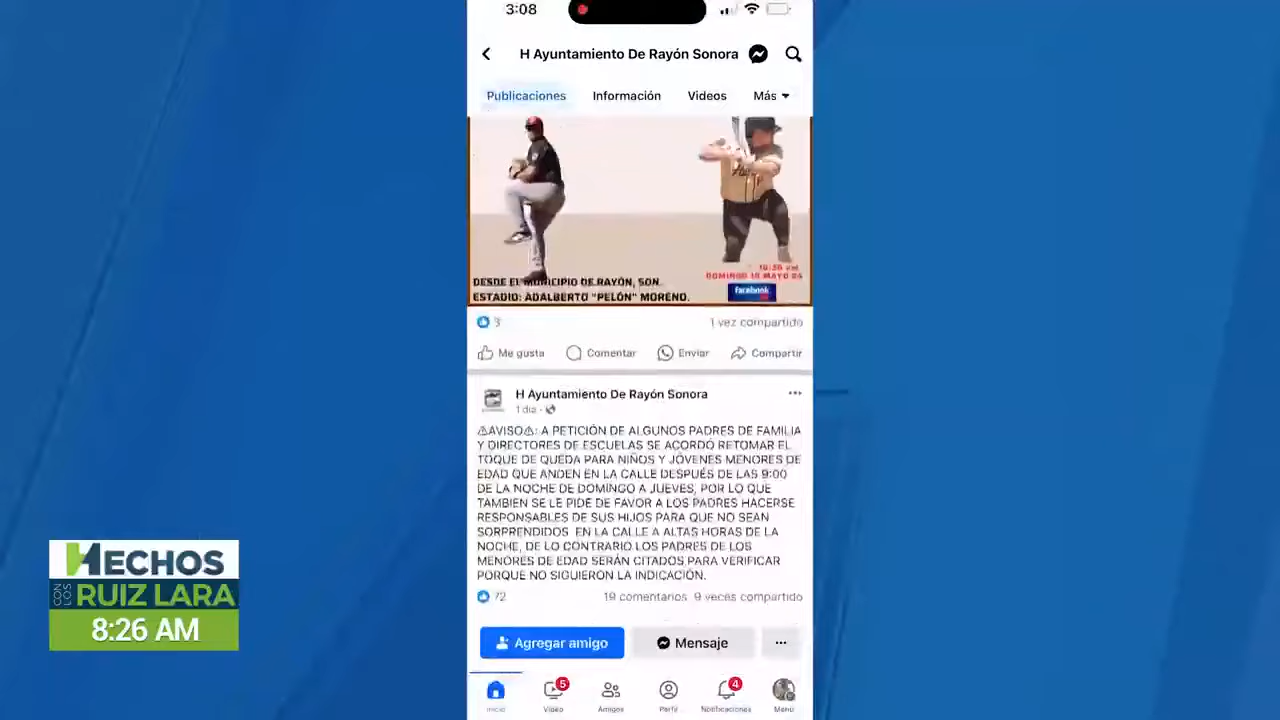 3:08
H Ayuntamiento De Rayón Sonora
Publicaciones Información Videos Más
DESDE EL MUNICIPIO DE RAYÓN, SON.
ESTADIO: ADALBERTO "PELÓN" MORENO.
DOMINGO 19 MAYO 24
facebook
3 1 vez compartido
Me gusta Comentar Enviar Compartir
H Ayuntamiento De Rayón Sonora
1 día
⚠AVISO⚠: A PETICIÓN DE ALGUNOS PADRES DE FAMILIA
Y DIRECTORES DE ESCUELAS SE ACORDÓ RETOMAR EL
TOQUE DE QUEDA PARA NIÑOS Y JÓVENES MENORES DE
EDAD QUE ANDEN EN LA CALLE DESPUÉS DE LAS 9:00
DE LA NOCHE DE DOMINGO A JUEVES, POR LO QUE
TAMBIEN SE LE PIDE DE FAVOR A LOS PADRES HACERSE
RESPONSABLES DE SUS HIJOS PARA QUE NO SEAN
SORPRENDIDOS EN LA CALLE A ALTAS HORAS DE LA
NOCHE, DE LO CONTRARIO LOS PADRES DE LOS
MENORES DE EDAD SERÁN CITADOS PARA VERIFICAR
PORQUE NO SIGUIERON LA INDICACIÓN.
72 19 comentarios 9 veces compartido
Agregar amigo Mensaje
5 4
Inicio Video Amigos Perfil Notificaciones Menú
HECHOS
CON LOS RUIZ LARA
8:26 AM